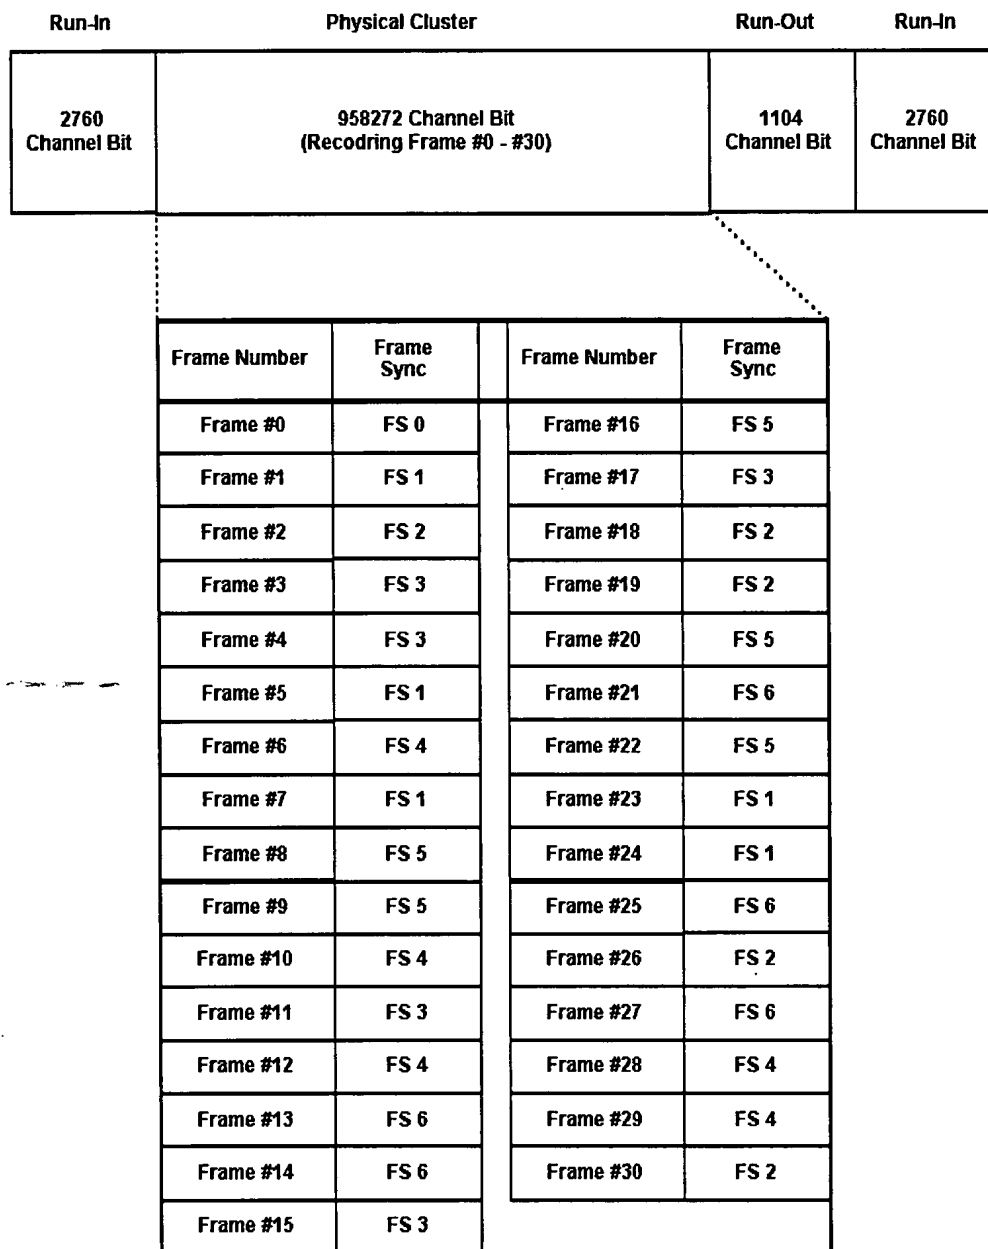 Run-In Physical Cluster Run-Out Run-In
2760 Channel Bit
958272 Channel Bit
(Recodring Frame #0 - #30)
1104 Channel Bit
2760 Channel Bit
Frame Number Frame Sync Frame Number Frame Sync
Frame #0 FS 0 Frame #16 FS 5
Frame #1 FS 1 Frame #17 FS 3
Frame #2 FS 2 Frame #18 FS 2
Frame #3 FS 3 Frame #19 FS 2
Frame #4 FS 3 Frame #20 FS 5
Frame #5 FS 1 Frame #21 FS 6
Frame #6 FS 4 Frame #22 FS 5
Frame #7 FS 1 Frame #23 FS 1
Frame #8 FS 5 Frame #24 FS 1
Frame #9 FS 5 Frame #25 FS 6
Frame #10 FS 4 Frame #26 FS 2
Frame #11 FS 3 Frame #27 FS 6
Frame #12 FS 4 Frame #28 FS 4
Frame #13 FS 6 Frame #29 FS 4
Frame #14 FS 6 Frame #30 FS 2
Frame #15 FS 3